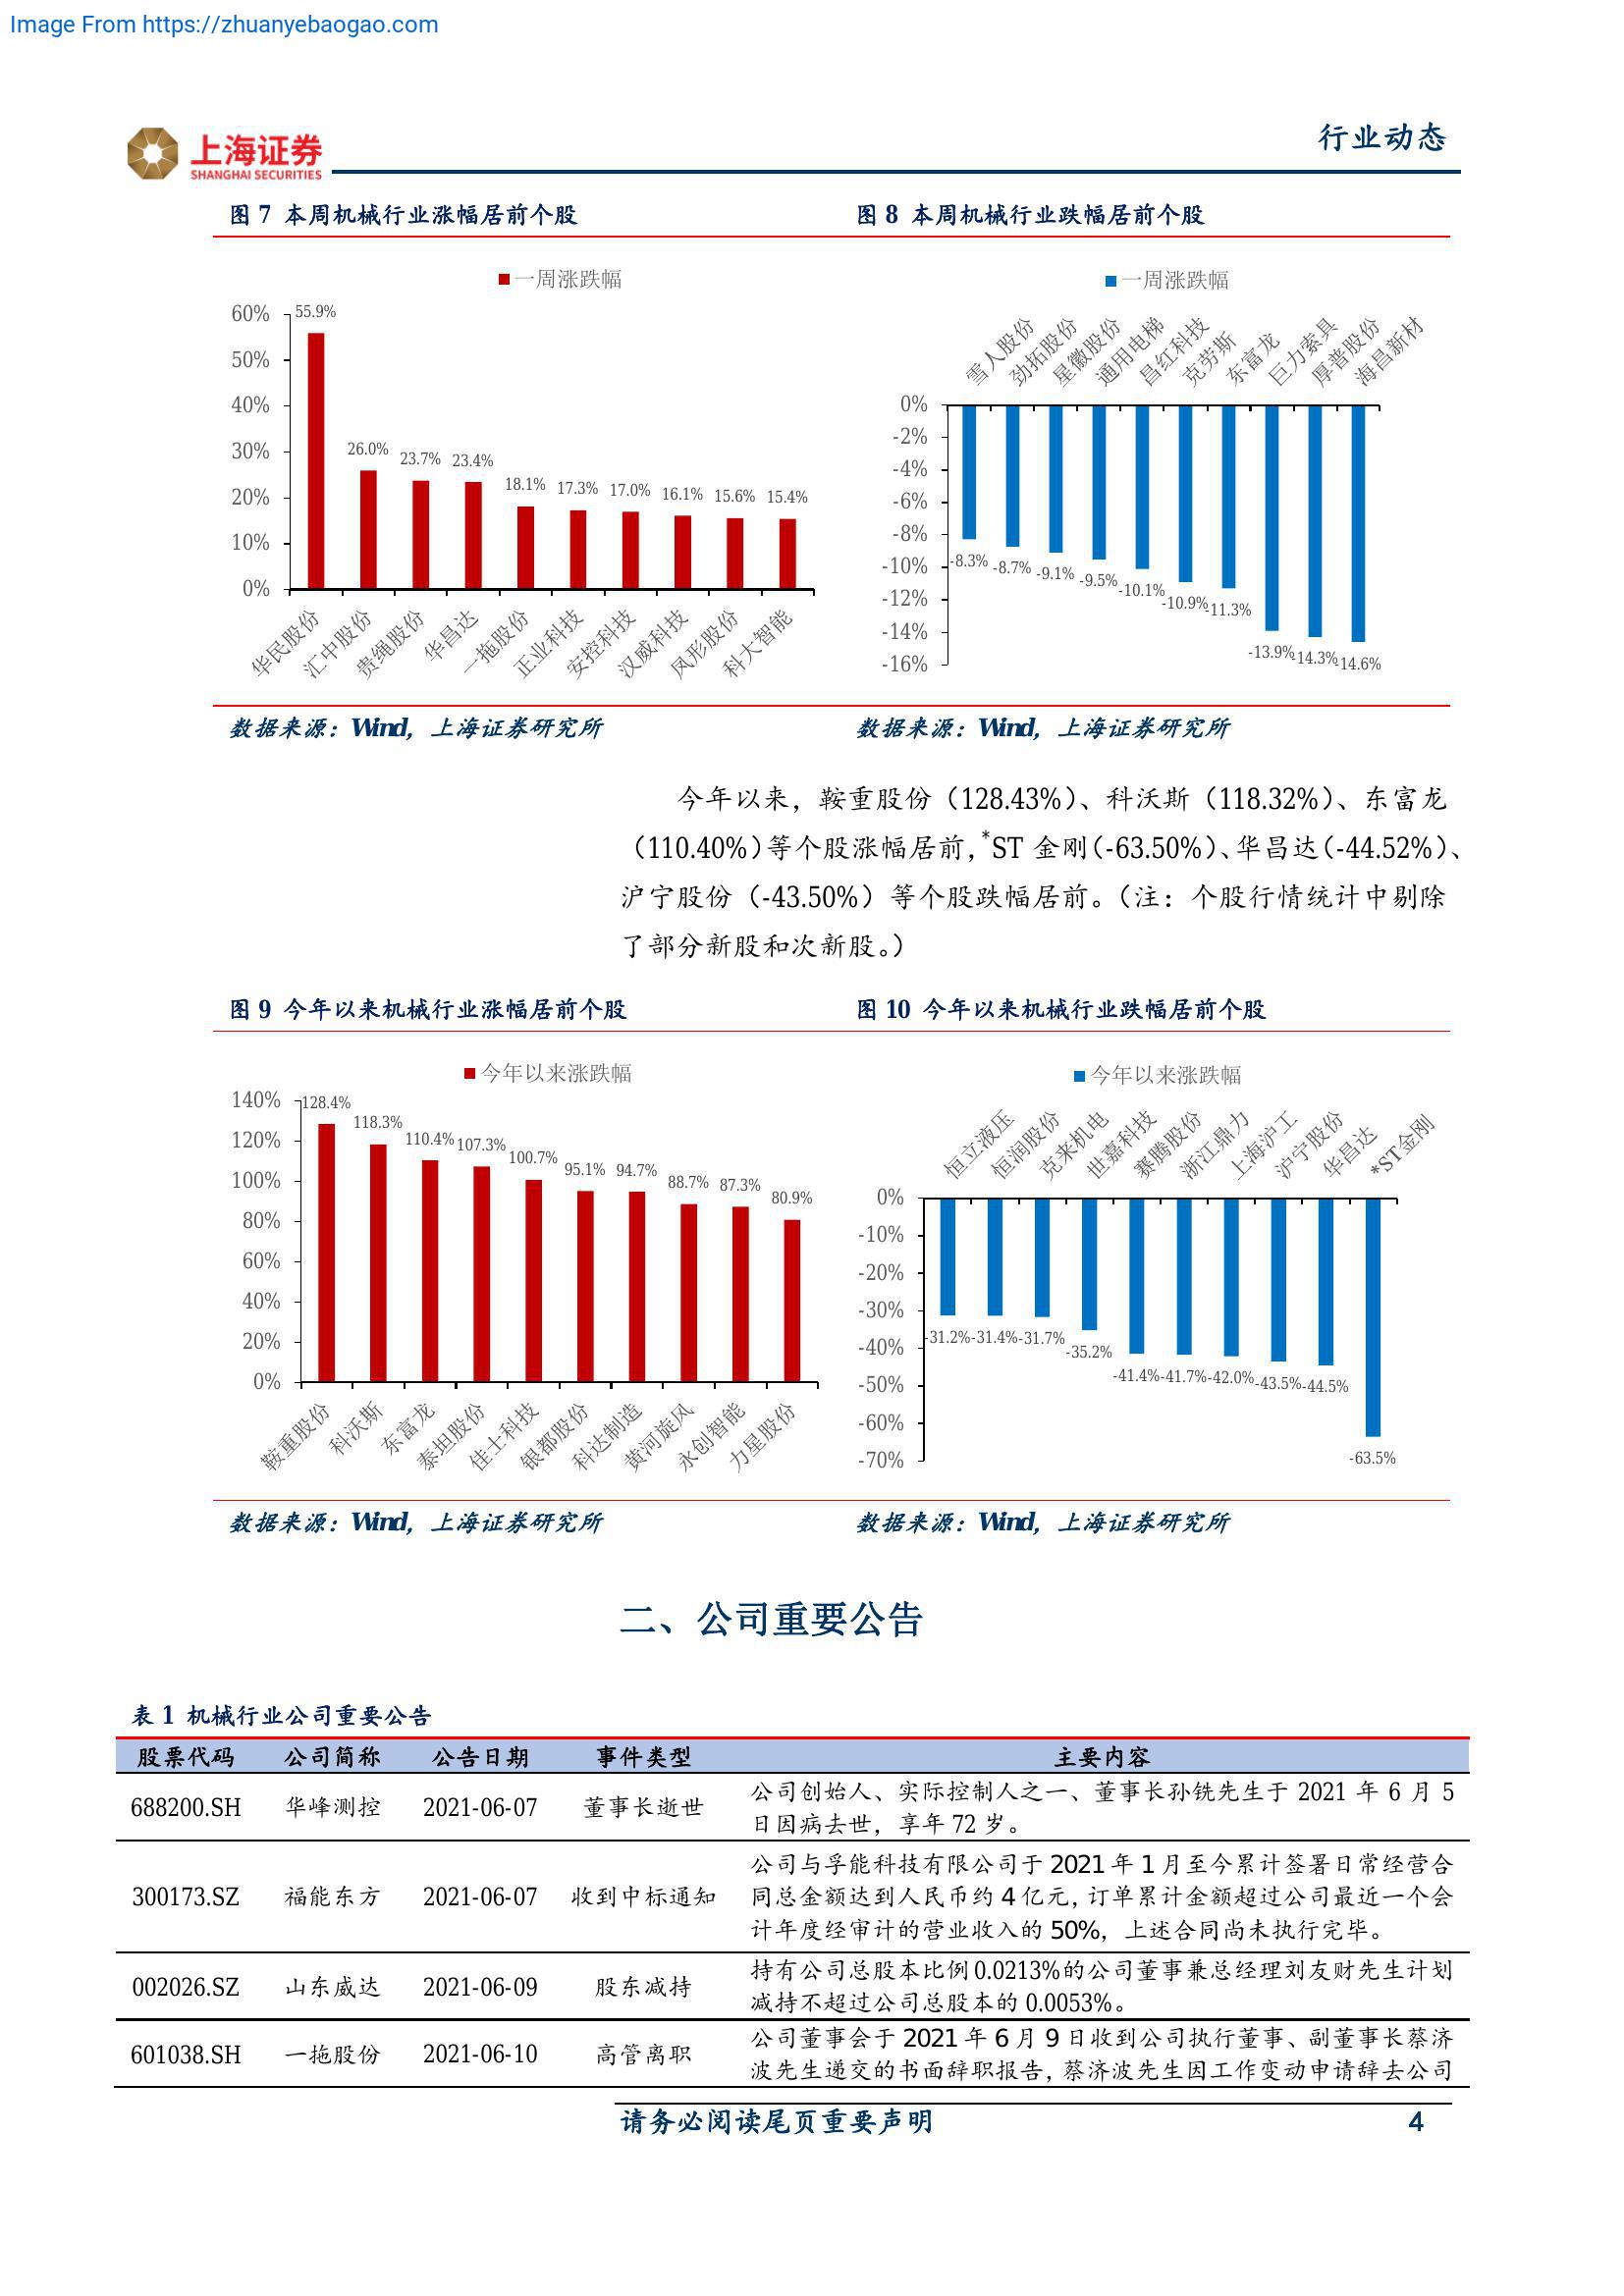 Image From https://zhuanyebaogao.com
上海证券
SHANGHAI SECURITIES
行业动态
图 7 本周机械行业涨幅居前个股
图 8 本周机械行业跌幅居前个股
一周涨跌幅
60%
50%
40%
30%
20%
10%
0%
55.9%
26.0%
23.7%
23.4%
18.1%
17.3%
17.0%
16.1%
15.6%
15.4%
华民股份
汇中股份
贵绳股份
华昌达
一拖股份
正业科技
安控科技
汉威科技
凤形股份
科大智能
一周涨跌幅
雪人股份
劲拓股份
星徽股份
通用电梯
昌红科技
克劳斯
东富龙
巨力索具
厚普股份
海昌新材
0%
-2%
-4%
-6%
-8%
-10%
-12%
-14%
-16%
-8.3%
-8.7%
-9.1%
-9.5%
-10.1%
-10.9%
-11.3%
-13.9%
-14.3%
-14.6%
数据来源：Wind，上海证券研究所
数据来源：Wind，上海证券研究所
今年以来，鞍重股份（128.43%）、科沃斯（118.32%）、东富龙
（110.40%）等个股涨幅居前，*ST 金刚（-63.50%）、华昌达（-44.52%）、
沪宁股份（-43.50%）等个股跌幅居前。（注：个股行情统计中剔除
了部分新股和次新股。）
图 9 今年以来机械行业涨幅居前个股
图 10 今年以来机械行业跌幅居前个股
今年以来涨跌幅
140%
120%
100%
80%
60%
40%
20%
0%
128.4%
118.3%
110.4%
107.3%
100.7%
95.1%
94.7%
88.7%
87.3%
80.9%
鞍重股份
科沃斯
东富龙
泰坦股份
佳士科技
银都股份
科达制造
黄河旋风
永创智能
力星股份
今年以来涨跌幅
恒立液压
恒润股份
克来机电
世嘉科技
赛腾股份
浙江鼎力
上海沪工
沪宁股份
华昌达
*ST金刚
0%
-10%
-20%
-30%
-40%
-50%
-60%
-70%
-31.2%
-31.4%
-31.7%
-35.2%
-41.4%
-41.7%
-42.0%
-43.5%
-44.5%
-63.5%
数据来源：Wind，上海证券研究所
数据来源：Wind，上海证券研究所
二、公司重要公告
表 1 机械行业公司重要公告
股票代码 公司简称 公告日期 事件类型 主要内容
688200.SH 华峰测控 2021-06-07 董事长逝世
公司创始人、实际控制人之一、董事长孙铣先生于 2021 年 6 月 5
日因病去世，享年 72 岁。
300173.SZ 福能东方 2021-06-07 收到中标通知
公司与孚能科技有限公司于 2021 年 1 月至今累计签署日常经营合
同总金额达到人民币约 4 亿元，订单累计金额超过公司最近一个会
计年度经审计的营业收入的 50%，上述合同尚未执行完毕。
002026.SZ 山东威达 2021-06-09 股东减持
持有公司总股本比例 0.0213%的公司董事兼总经理刘友财先生计划
减持不超过公司总股本的 0.0053%。
601038.SH 一拖股份 2021-06-10 高管离职
公司董事会于 2021 年 6 月 9 日收到公司执行董事、副董事长蔡济
波先生递交的书面辞职报告，蔡济波先生因工作变动申请辞去公司
请务必阅读尾页重要声明
4